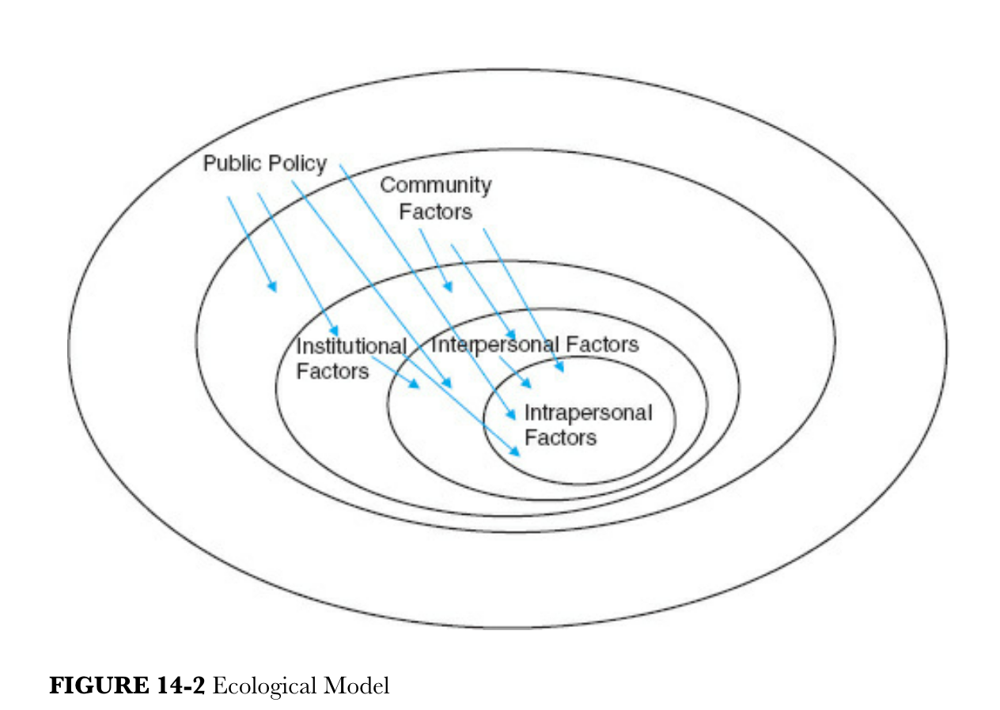 Public Policy
Community
Factors
Institutional
Factors
Interpersonal Factors
Intrapersonal
Factors
FIGURE 14-2 Ecological Model